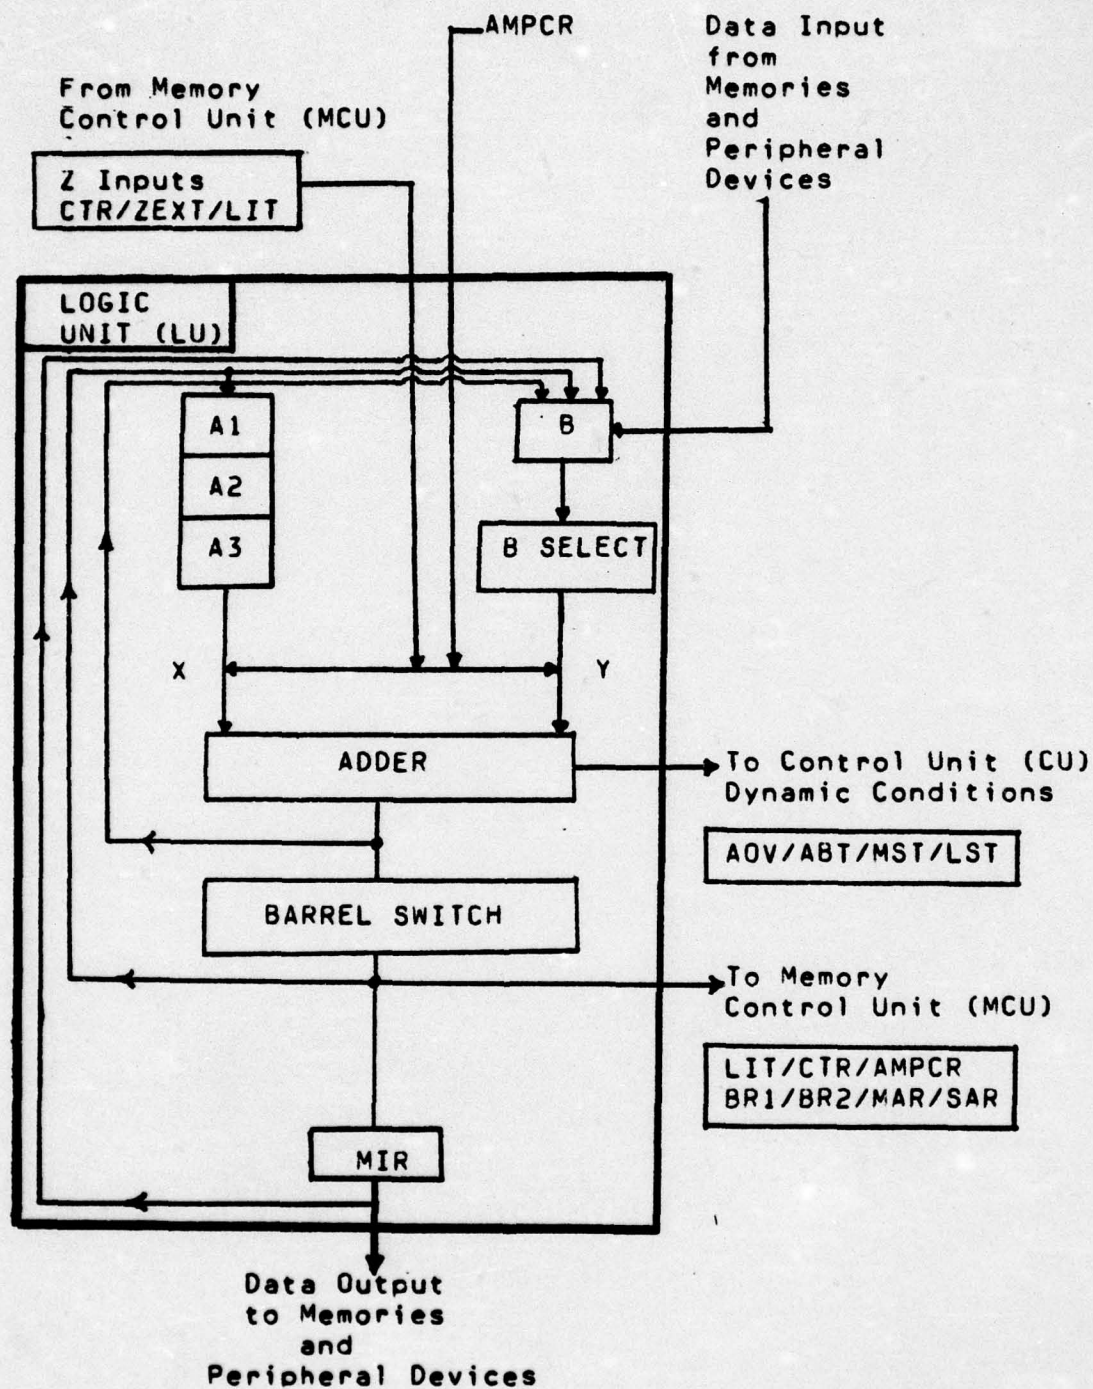 AMPCR
Data Input
from
Memories
and
Peripheral
Devices
From Memory
Control Unit (MCU)
Z Inputs
CTR/ZEXT/LIT
LOGIC
UNIT (LU)
A1
B
A2
A3
B SELECT
X
Y
ADDER
To Control Unit (CU)
Dynamic Conditions
AOV/ABT/MST/LST
BARREL SWITCH
To Memory
Control Unit (MCU)
LIT/CTR/AMPCR
BR1/BR2/MAR/SAR
MIR
Data Output
to Memories
and
Peripheral Devices